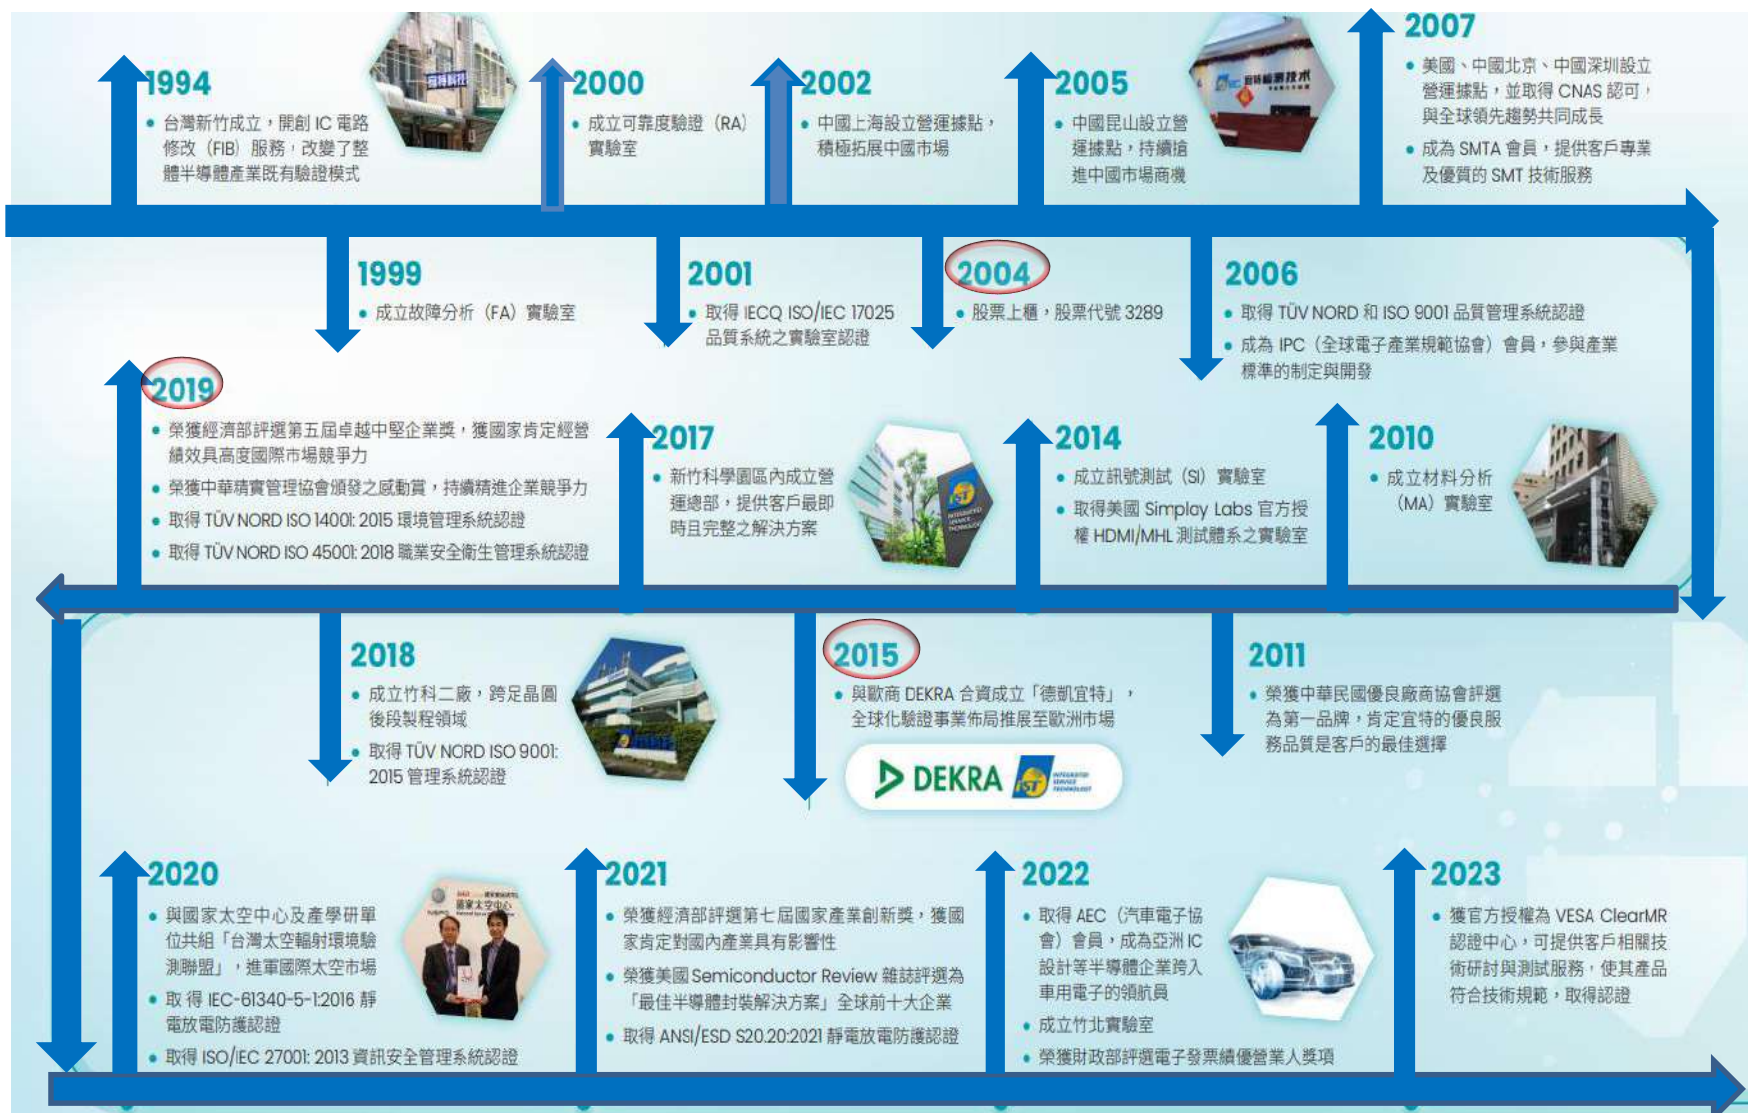 1994
• 台灣新竹成立，開創 IC 電路
修改（FIB）服務，改變了整
體半導體產業既有驗證模式
宜特科技
2000
• 成立可靠度驗證（RA）
實驗室
2002
• 中國上海設立營運據點，
積極拓展中國市場
2005
• 中國昆山設立營
運據點，持續搶
進中國市場商機
宜特檢測技术
2007
• 美國、中國北京、中國深圳設立
營運據點，並取得 CNAS 認可，
與全球領先趨勢共同成長
• 成為 SMTA 會員，提供客戶專業
及優質的 SMT 技術服務
1999
• 成立故障分析（FA）實驗室
2001
• 取得 IECQ ISO/IEC 17025
品質系統之實驗室認證
2004
• 股票上櫃，股票代號 3289
2006
• 取得 TÜV NORD 和 ISO 9001 品質管理系統認證
• 成為 IPC（全球電子產業規範協會）會員，參與產業
標準的制定與開發
2019
• 榮獲經濟部評選第五屆卓越中堅企業獎，獲國家肯定經營
績效具高度國際市場競爭力
• 榮獲中華精實管理協會頒發之感動賞，持續精進企業競爭力
• 取得 TÜV NORD ISO 14001: 2015 環境管理系統認證
• 取得 TÜV NORD ISO 45001: 2018 職業安全衛生管理系統認證
2017
• 新竹科學園區內成立營
運總部，提供客戶最即
時且完整之解決方案
iST
INTEGRATED
SERVICE
TECHNOLOGY
2014
• 成立訊號測試（SI）實驗室
• 取得美國 Simplay Labs 官方授
權 HDMI/MHL 測試體系之實驗室
2010
• 成立材料分析
（MA）實驗室
2018
• 成立竹科二廠，跨足晶圓
後段製程領域
• 取得 TÜV NORD ISO 9001:
2015 管理系統認證
2015
• 與歐商 DEKRA 合資成立「德凱宜特」，
全球化驗證事業佈局推展至歐洲市場
DEKRA
iST
INTEGRATED
SERVICE
TECHNOLOGY
2011
• 榮獲中華民國優良廠商協會評選
為第一品牌，肯定宜特的優良服
務品質是客戶的最佳選擇
2020
• 與國家太空中心及產學研單
位共組「台灣太空輻射環境驗
測聯盟」，進軍國際太空市場
• 取得 IEC-61340-5-1:2016 靜
電放電防護認證
• 取得 ISO/IEC 27001: 2013 資訊安全管理系統認證
國家太空中心
2021
• 榮獲經濟部評選第七屆國家產業創新獎，獲國
家肯定對國內產業具有影響性
• 榮獲美國 Semiconductor Review 雜誌評選為
「最佳半導體封裝解決方案」全球前十大企業
• 取得 ANSI/ESD S20.20:2021 靜電放電防護認證
2022
• 取得 AEC（汽車電子協
會）會員，成為亞洲 IC
設計等半導體企業跨入
車用電子的領航員
• 成立竹北實驗室
• 榮獲財政部評選電子發票績優營業人獎項
2023
• 獲官方授權為 VESA ClearMR
認證中心，可提供客戶相關技
術研討與測試服務，使其產品
符合技術規範，取得認證